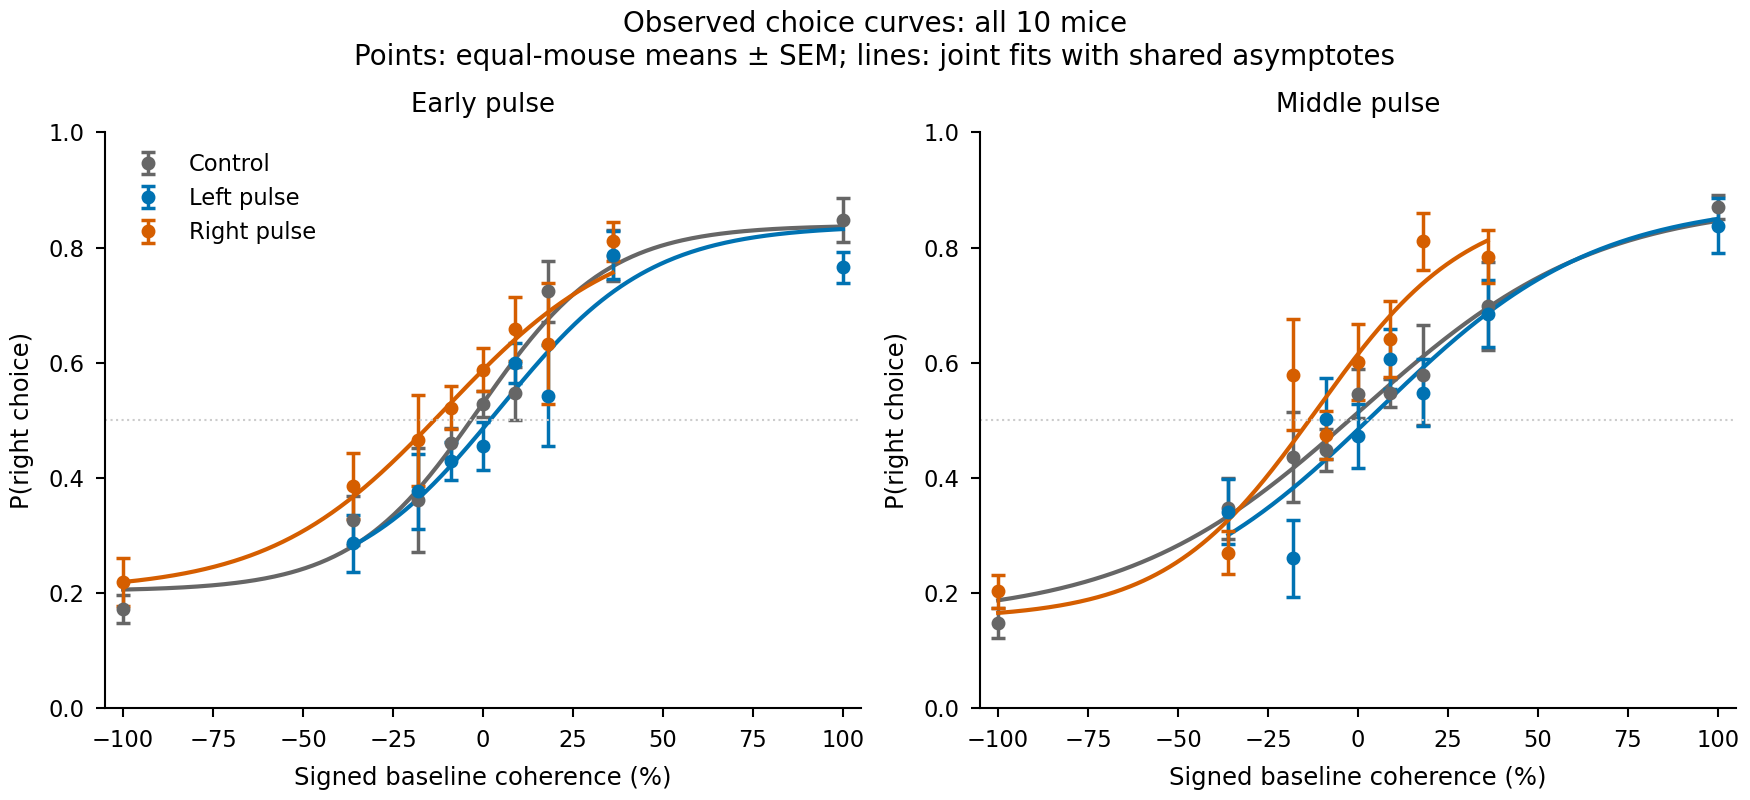 Observed choice curves: all 10 mice
Points: equal-mouse means ± SEM; lines: joint fits with shared asymptotes
Early pulse
1.0
0.8
0.6
0.4
0.2
0.0
P(right choice)
Control
Left pulse
Right pulse
−100 −75 −50 −25 0 25 50 75 100
Signed baseline coherence (%)
Middle pulse
1.0
0.8
0.6
0.4
0.2
0.0
P(right choice)
−100 −75 −50 −25 0 25 50 75 100
Signed baseline coherence (%)